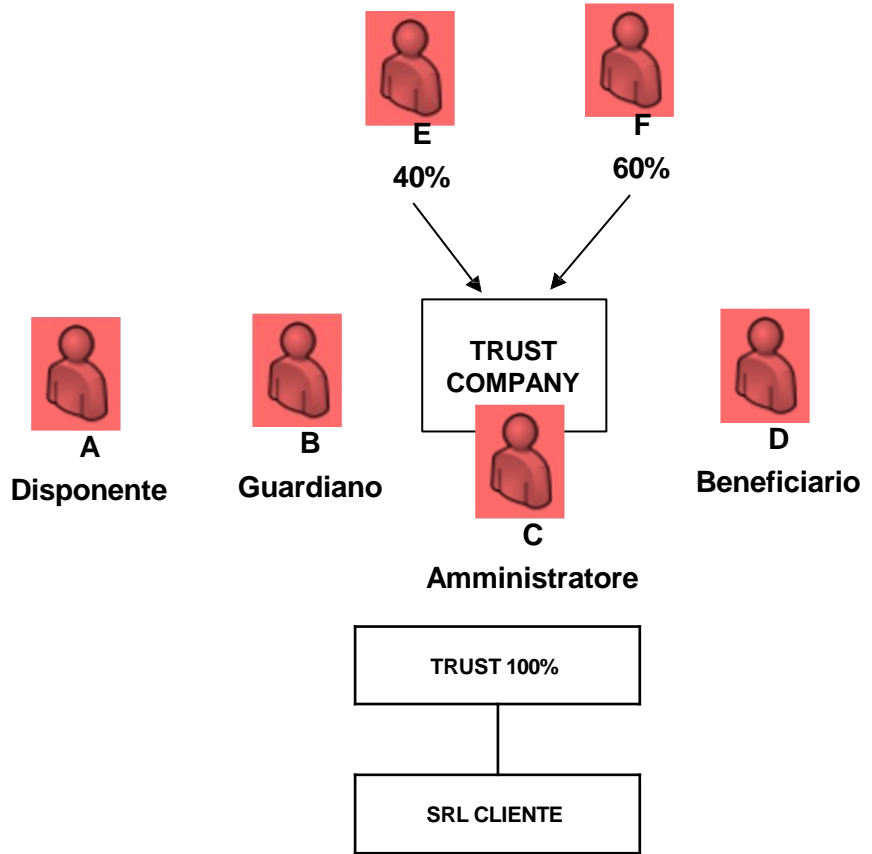 E
F
40%
60%
TRUST
COMPANY
A
Disponente
B
Guardiano
C
Amministratore
D
Beneficiario
TRUST 100%
SRL CLIENTE